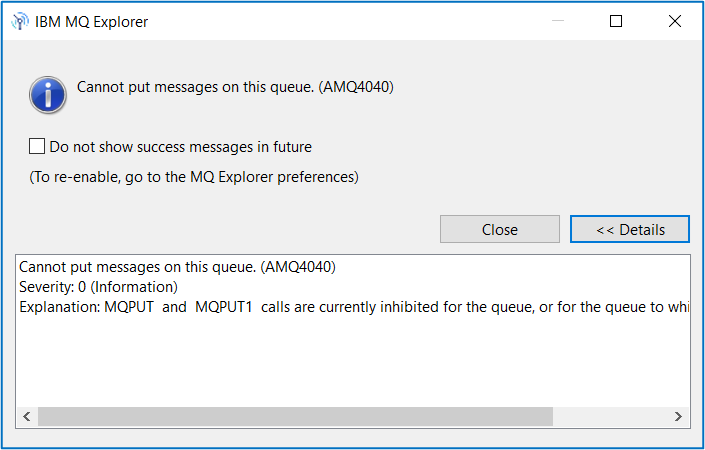 IBM MQ Explorer
Cannot put messages on this queue. (AMQ4040)
Do not show success messages in future
(To re-enable, go to the MQ Explorer preferences)
Close
<< Details
Cannot put messages on this queue. (AMQ4040)
Severity: 0 (Information)
Explanation: MQPUT and MQPUT1 calls are currently inhibited for the queue, or for the queue to whi